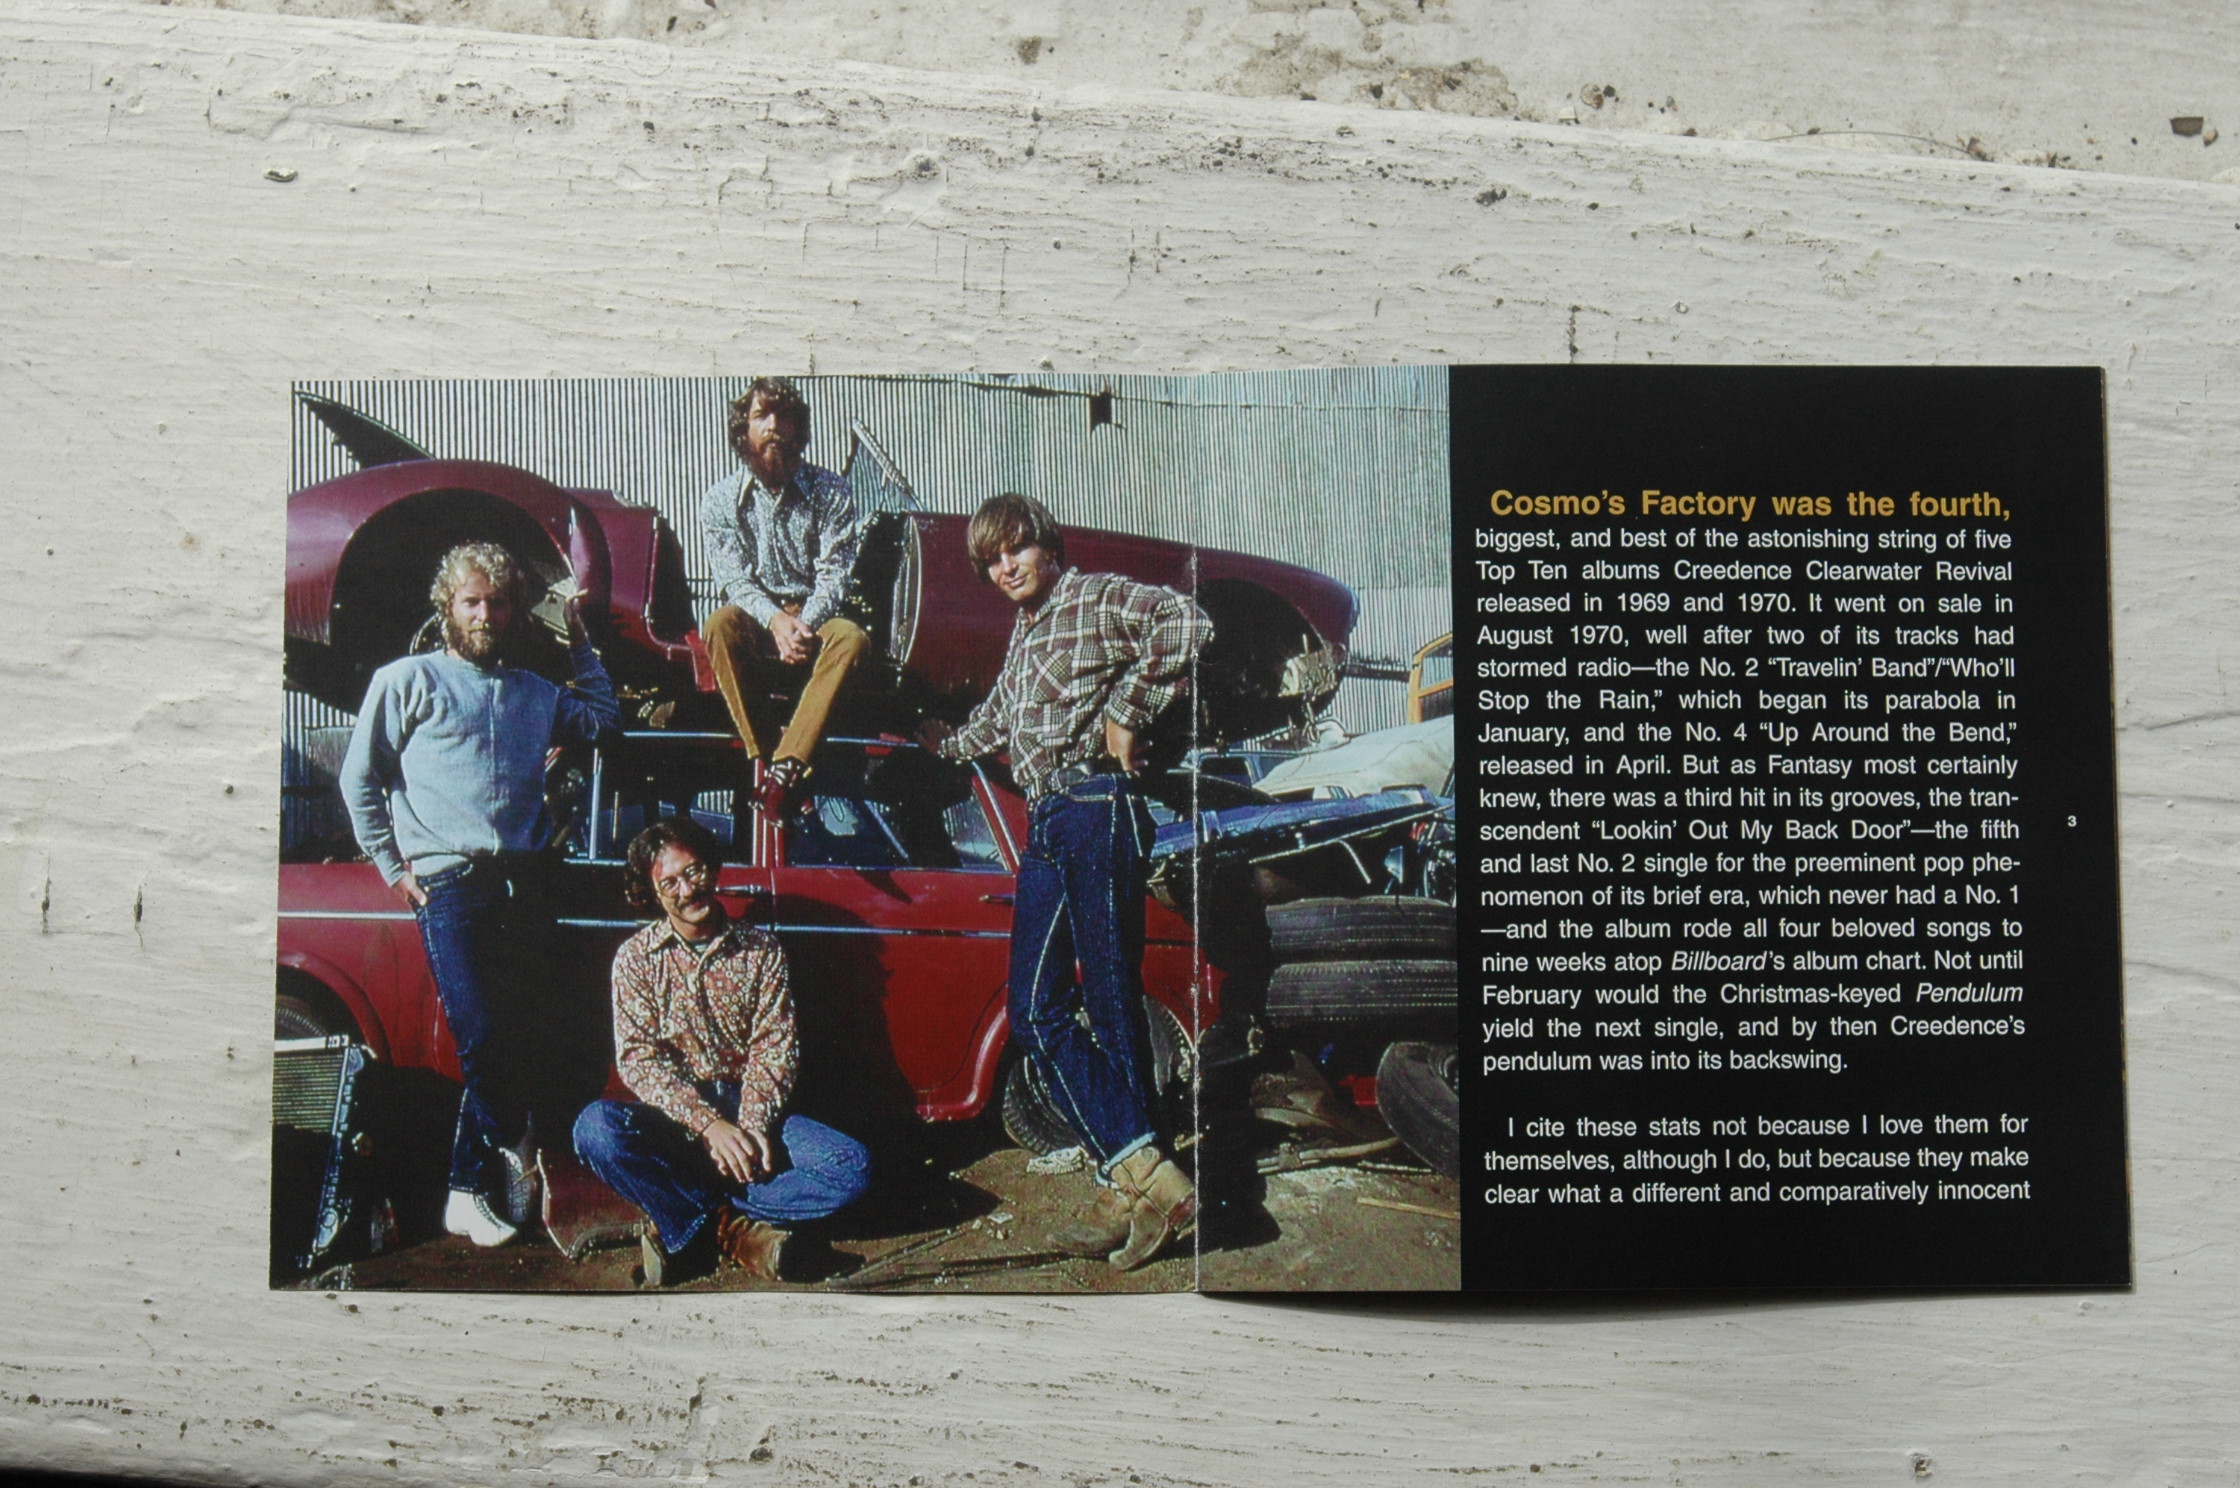 Cosmo's Factory was the fourth,
biggest, and best of the astonishing string of five
Top Ten albums Creedence Clearwater Revival
released in 1969 and 1970. It went on sale in
August 1970, well after two of its tracks had
stormed radio—the No. 2 “Travelin’ Band”/“Who’ll
Stop the Rain,” which began its parabola in
January, and the No. 4 “Up Around the Bend,”
released in April. But as Fantasy most certainly
knew, there was a third hit in its grooves, the tran-
scendent “Lookin’ Out My Back Door”—the fifth
and last No. 2 single for the preeminent pop phe-
nomenon of its brief era, which never had a No. 1
—and the album rode all four beloved songs to
nine weeks atop Billboard’s album chart. Not until
February would the Christmas-keyed Pendulum
yield the next single, and by then Creedence’s
pendulum was into its backswing.
I cite these stats not because I love them for
themselves, although I do, but because they make
clear what a different and comparatively innocent
3